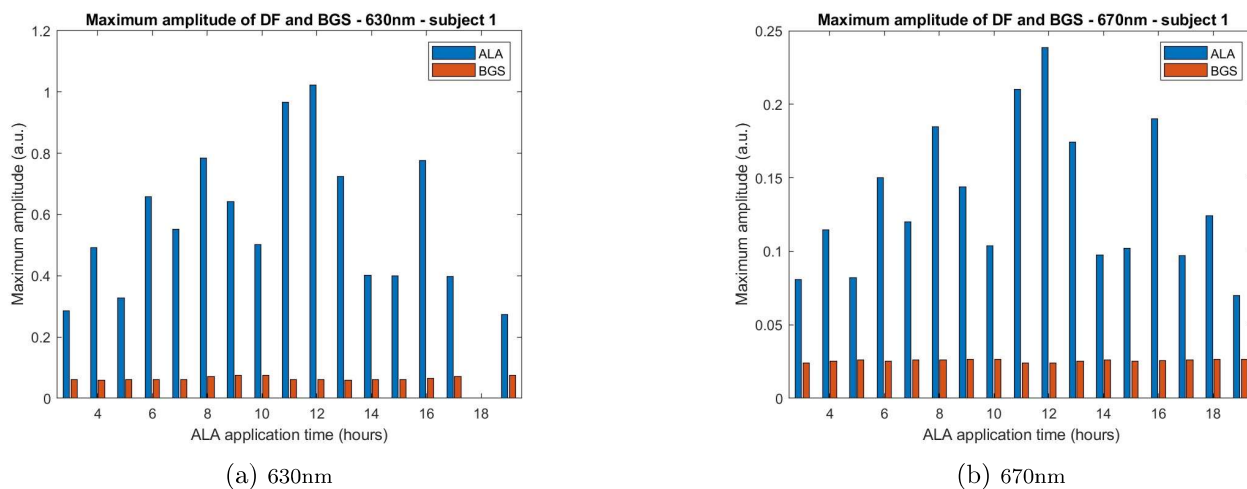 Maximum amplitude of DF and BGS - 630nm - subject 1
1.2
1
0.8
0.6
0.4
0.2
0
Maximum amplitude (a.u.)
ALA
BGS
4 6 8 10 12 14 16 18
ALA application time (hours)
(a) 630nm
Maximum amplitude of DF and BGS - 670nm - subject 1
0.25
0.2
0.15
0.1
0.05
0
Maximum amplitude (a.u.)
ALA
BGS
4 6 8 10 12 14 16 18
ALA application time (hours)
(b) 670nm